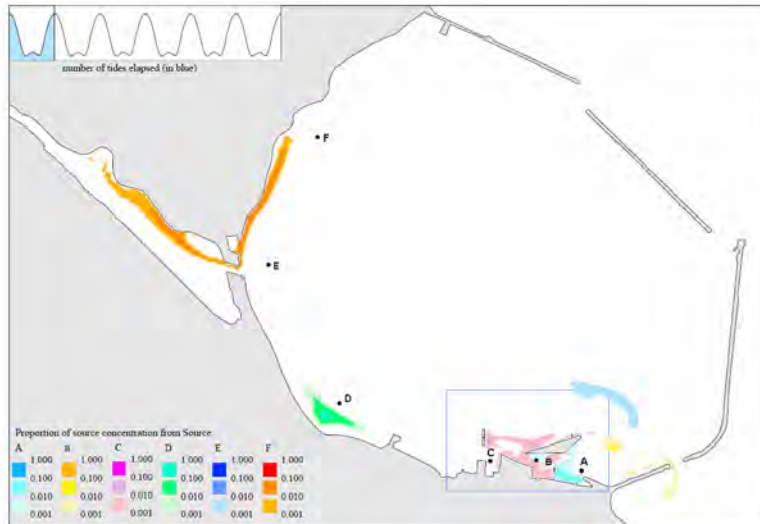 number of tides elapsed (in blue)
F
E
D
C
B
A
Proportion of source concentration from Source:
A B C D E F
1.000 1.000 1.000 1.000 1.000 1.000
0.100 0.100 0.100 0.100 0.100 0.100
0.010 0.010 0.010 0.010 0.010 0.010
0.001 0.001 0.001 0.001 0.001 0.001